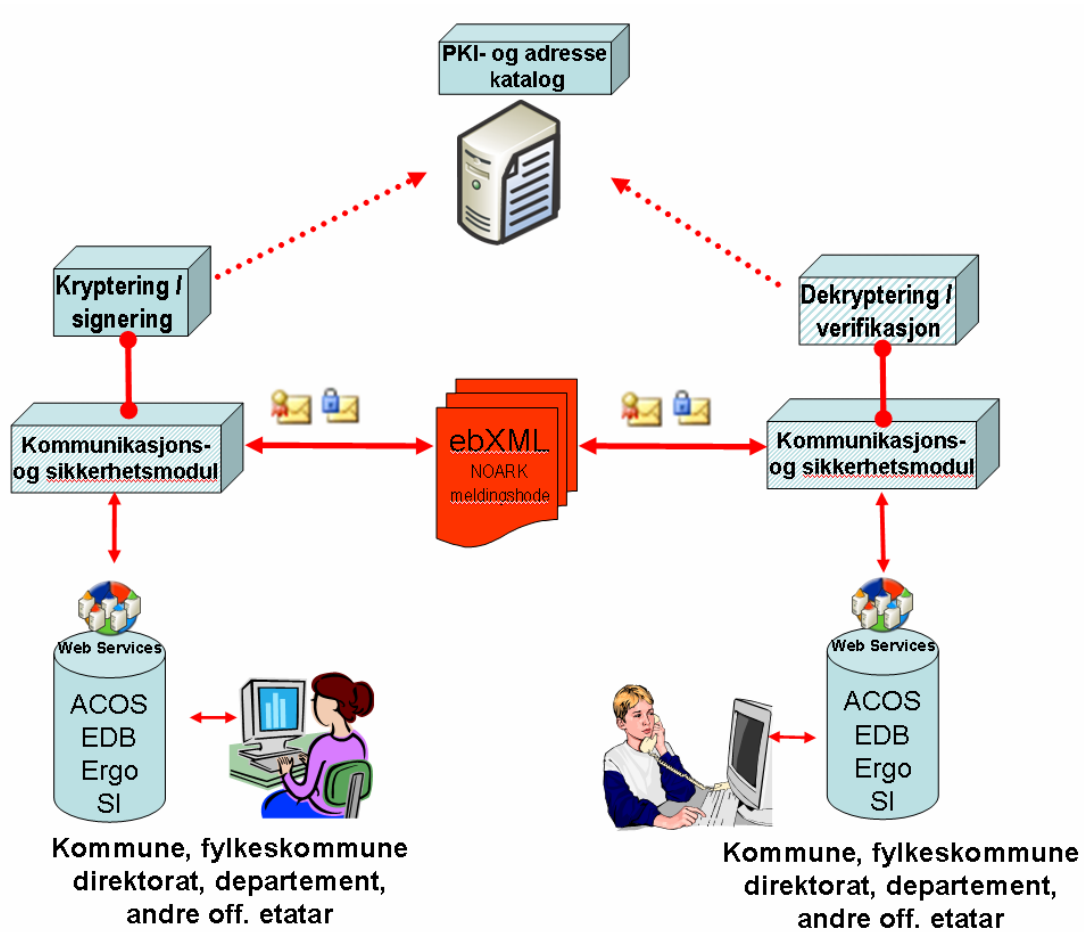 PKI- og adresse
katalog
Kryptering /
signering
Dekryptering /
verifikasjon
Kommunikasjons-
og sikkerhetsmodul
ebXML
NOARK
meldingshode
Kommunikasjons-
og sikkerhetsmodul
Web Services
ACOS
EDB
Ergo
SI
Web Services
ACOS
EDB
Ergo
SI
Kommune, fylkeskommune
direktorat, departement,
andre off. etatar
Kommune, fylkeskommune
direktorat, departement,
andre off. etatar